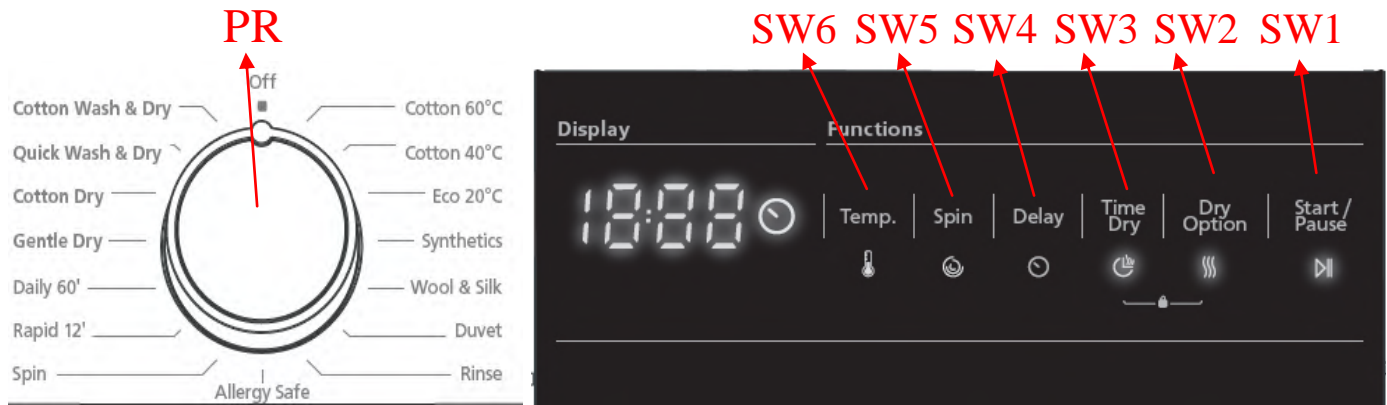 PR
SW6 SW5 SW4 SW3 SW2 SW1
Off
Cotton Wash & Dry
Quick Wash & Dry
Cotton Dry
Gentle Dry
Daily 60'
Rapid 12'
Spin
Allergy Safe
Cotton 60°C
Cotton 40°C
Eco 20°C
Synthetics
Wool & Silk
Duvet
Rinse
Display
Functions
18:88
Temp.
Spin
Delay
Time
Dry
Dry
Option
Start /
Pause